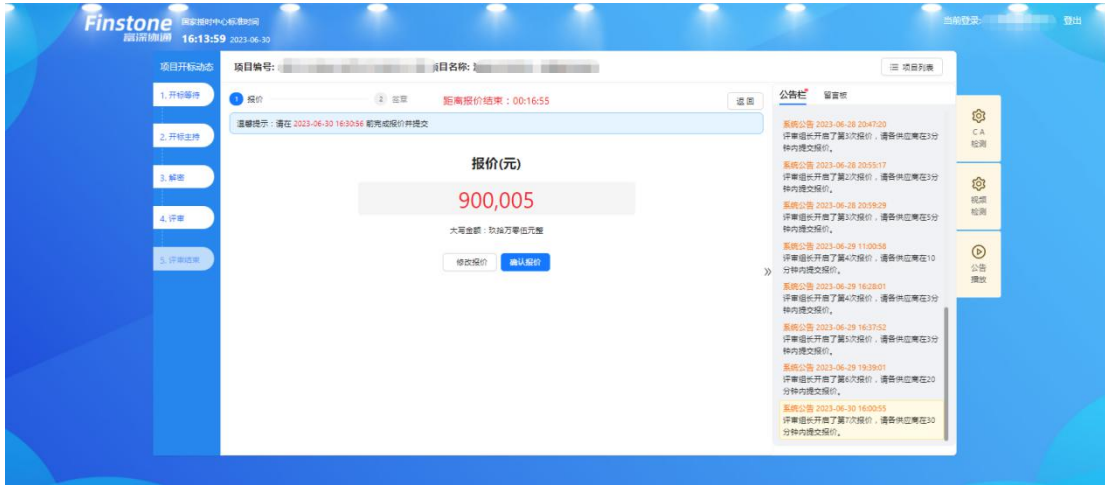 Finstone 国家授时中心标准时间
富深协通 16:13:59 2023-06-30
当前登录: 登出
项目开标动态
1. 开标等待
2. 开标主持
3. 解密
4. 评审
5. 评审结束
项目编号: 项目名称:
项目列表
1 报价 2 签章 距离报价结束:00:16:55 返回
温馨提示:请在 2023-06-30 16:30:56 前完成报价并提交
报价(元)
900,005
大写金额:玖拾万零伍元整
修改报价 确认报价
公告栏 留言板
系统公告 2023-06-28 20:47:20
评审组长开启了第3次报价,请各供应商在3分
钟内提交报价。
系统公告 2023-06-28 20:55:17
评审组长开启了第2次报价,请各供应商在3分
钟内提交报价。
系统公告 2023-06-28 20:59:29
评审组长开启了第3次报价,请各供应商在5分
钟内提交报价。
系统公告 2023-06-29 11:00:58
评审组长开启了第4次报价,请各供应商在10
分钟内提交报价。
系统公告 2023-06-29 16:28:01
评审组长开启了第4次报价,请各供应商在3分
钟内提交报价。
系统公告 2023-06-29 16:37:52
评审组长开启了第5次报价,请各供应商在3分
钟内提交报价。
系统公告 2023-06-29 19:39:01
评审组长开启了第6次报价,请各供应商在20
分钟内提交报价。
系统公告 2023-06-30 16:00:55
评审组长开启了第7次报价,请各供应商在30
分钟内提交报价。
CA
检测
视频
检测
公告
播放